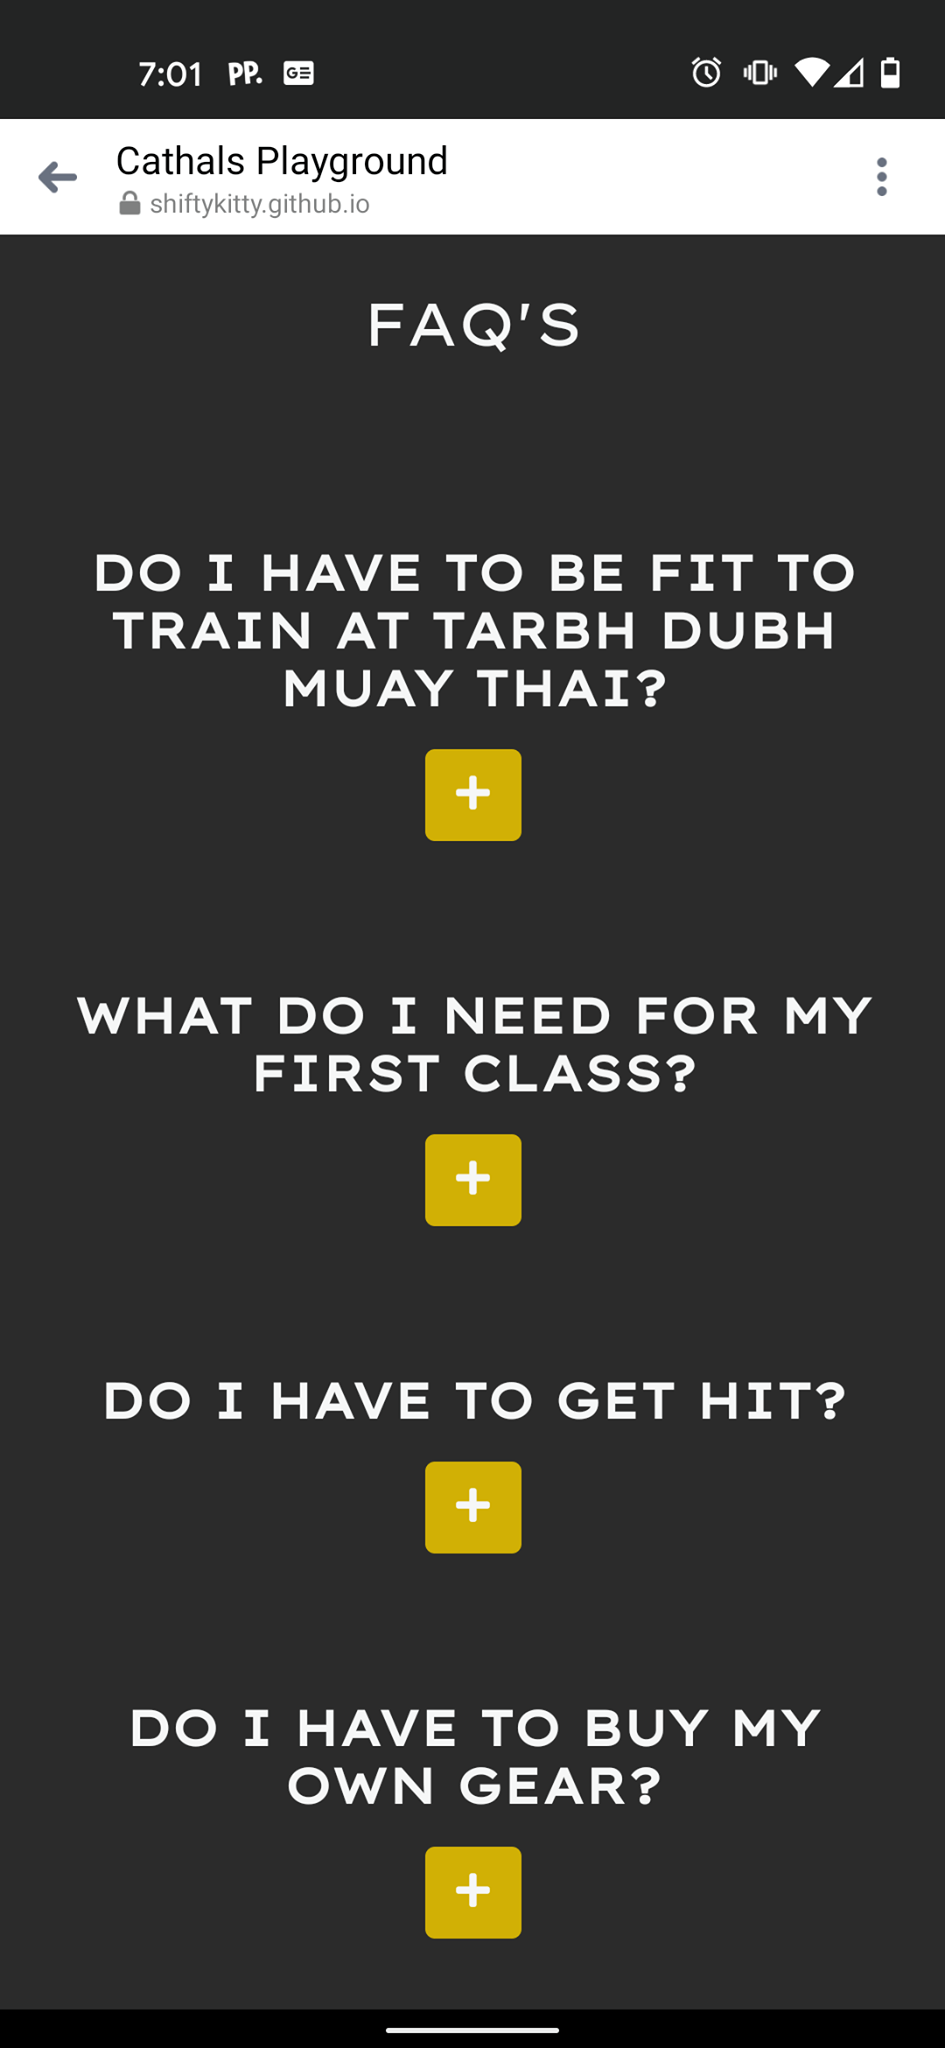 7:01 PP. GE
Cathals Playground
shiftykitty.github.io
FAQ'S
DO I HAVE TO BE FIT TO
TRAIN AT TARBH DUBH
MUAY THAI?
+
WHAT DO I NEED FOR MY
FIRST CLASS?
+
DO I HAVE TO GET HIT?
+
DO I HAVE TO BUY MY
OWN GEAR?
+